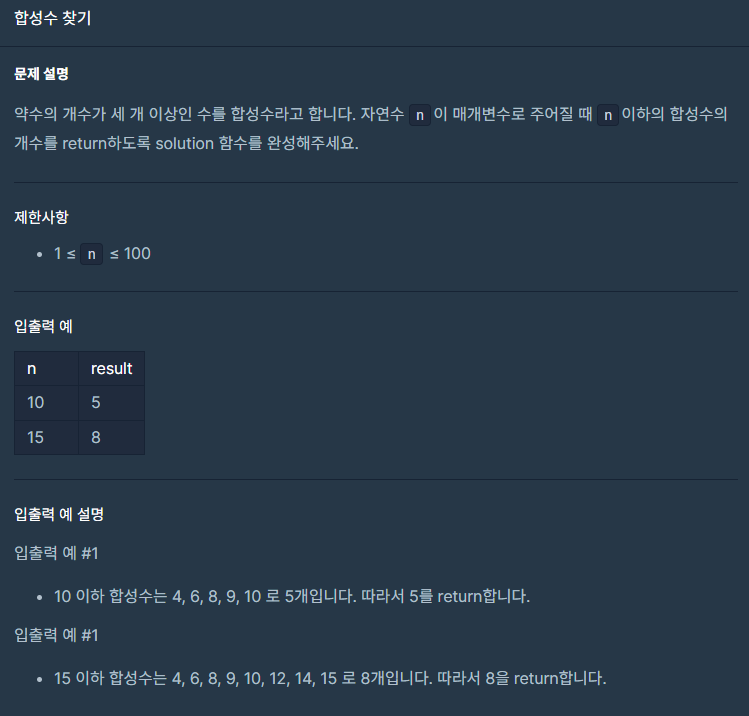 합성수 찾기
문제 설명
약수의 개수가 세 개 이상인 수를 합성수라고 합니다. 자연수 n 이 매개변수로 주어질 때 n 이하의 합성수의
개수를 return하도록 solution 함수를 완성해주세요.
제한사항
• 1 ≤ n ≤ 100
입출력 예
n result
10 5
15 8
입출력 예 설명
입출력 예 #1
• 10 이하 합성수는 4, 6, 8, 9, 10 로 5개입니다. 따라서 5를 return합니다.
입출력 예 #1
• 15 이하 합성수는 4, 6, 8, 9, 10, 12, 14, 15 로 8개입니다. 따라서 8을 return합니다.